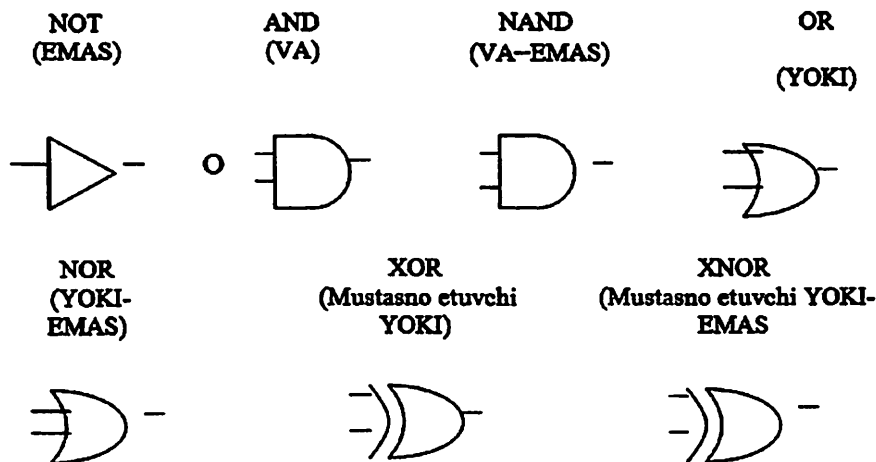 NOT
(EMAS)
AND
(VA)
NAND
(VA–EMAS)
OR
(YOKI)
NOR
(YOKI-
EMAS)
XOR
(Mustasno etuvchi
YOKI)
XNOR
(Mustasno etuvchi YOKI-
EMAS